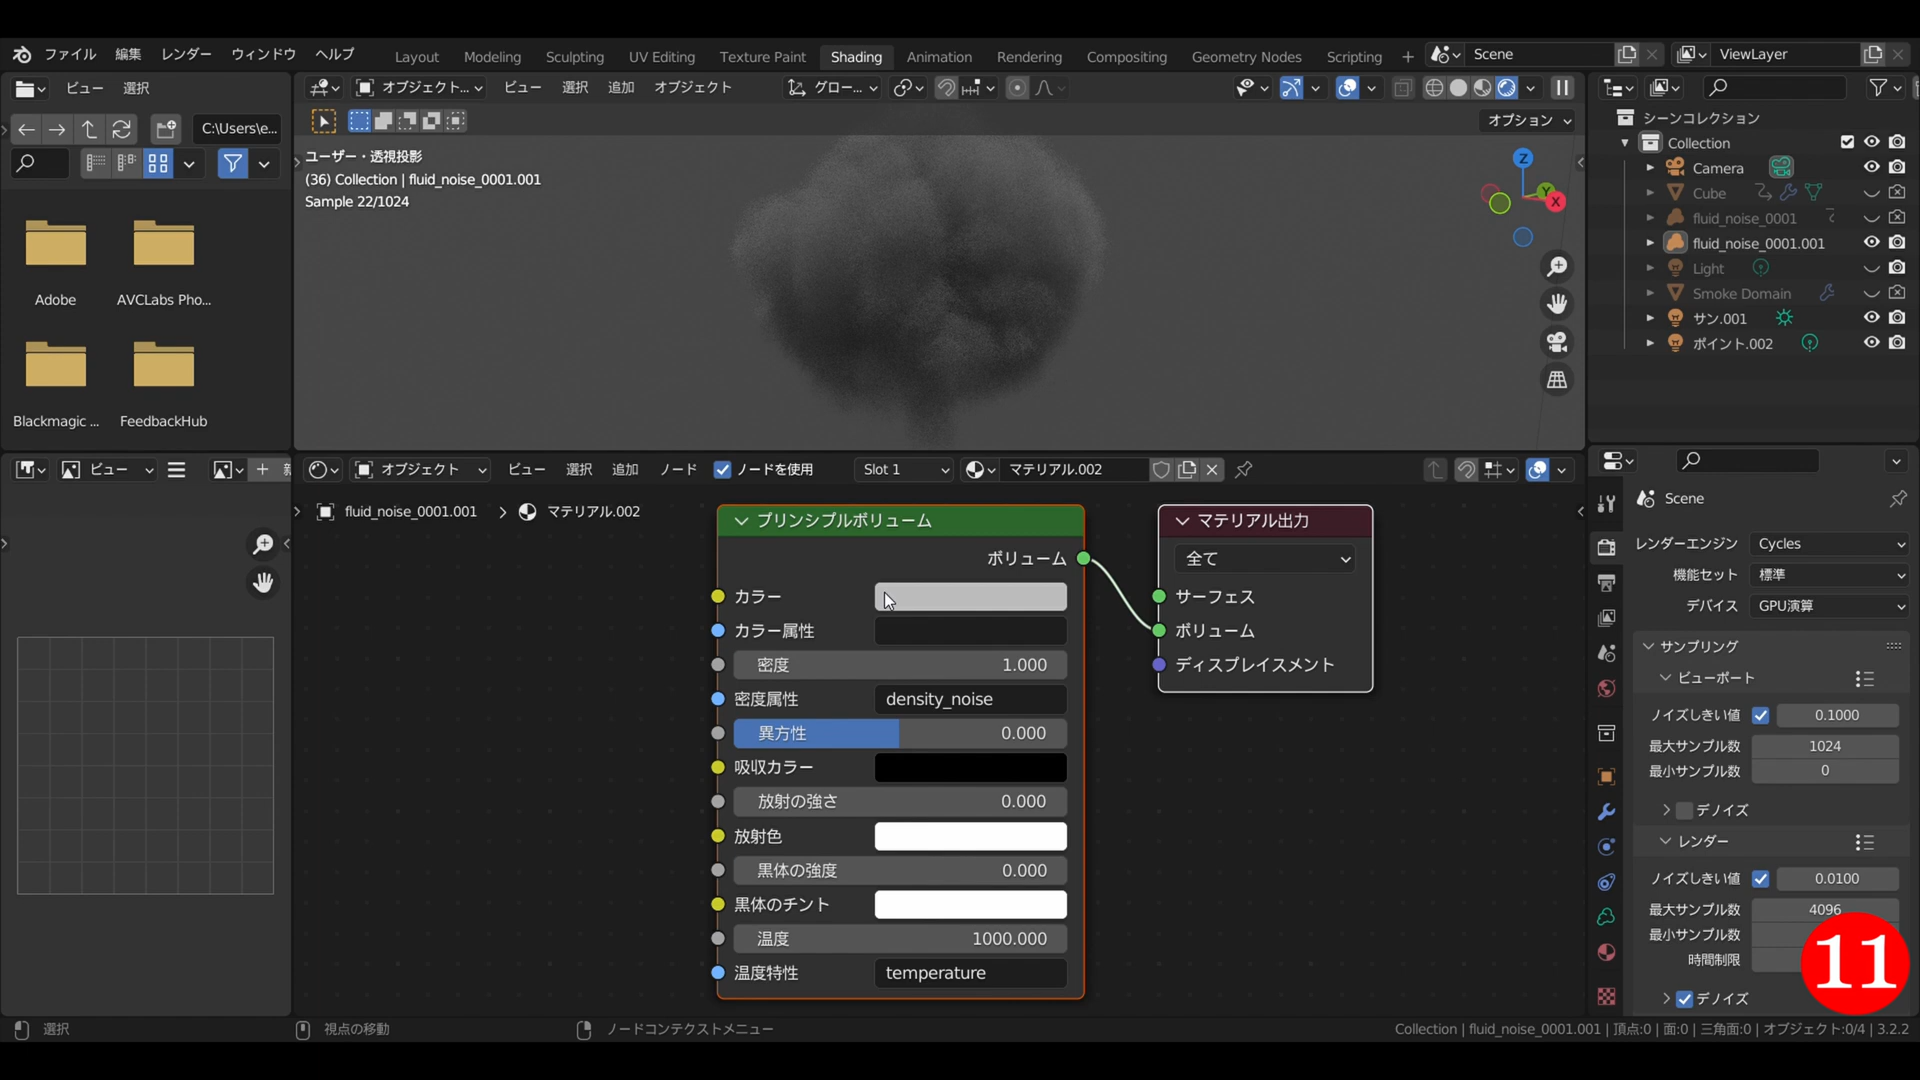 ファイル 編集 レンダー ウィンドウ ヘルプ Layout Modeling Sculpting UV Editing Texture Paint Shading Animation Rendering Compositing Geometry Nodes Scripting Scene ViewLayer
ビュー 選択
オブジェクト... ビュー 選択 追加 オブジェクト グロー...
C:\Users\e...
オプション
ユーザー・透視投影
(36) Collection | fluid_noise_0001.001
Sample 22/1024
Z
Y
X
Adobe
AVCLabs Pho...
Blackmagic ...
FeedbackHub
シーンコレクション
Collection
Camera
Cube
fluid_noise_0001
fluid_noise_0001.001
Light
Smoke Domain
サン.001
ポイント.002
ビュー
オブジェクト ビュー 選択 追加 ノード ノードを使用 Slot 1 マテリアル.002
fluid_noise_0001.001 マテリアル.002
プリンシプルボリューム
ボリューム
カラー
カラー属性
密度 1.000
密度属性 density_noise
異方性 0.000
吸収カラー
放射の強さ 0.000
放射色
黒体の強度 0.000
黒体のチント
温度 1000.000
温度特性 temperature
マテリアル出力
全て
サーフェス
ボリューム
ディスプレイスメント
Scene
レンダーエンジン Cycles
機能セット 標準
デバイス GPU演算
サンプリング
ビューポート
ノイズしきい値 0.1000
最大サンプル数 1024
最小サンプル数 0
デノイズ
レンダー
ノイズしきい値 0.0100
最大サンプル数 4096
最小サンプル数
時間制限
デノイズ
11
選択 視点の移動 ノードコンテクストメニュー
Collection | fluid_noise_0001.001 | 頂点:0 | 面:0 | 三角面:0 | オブジェクト:0/4 | 3.2.2